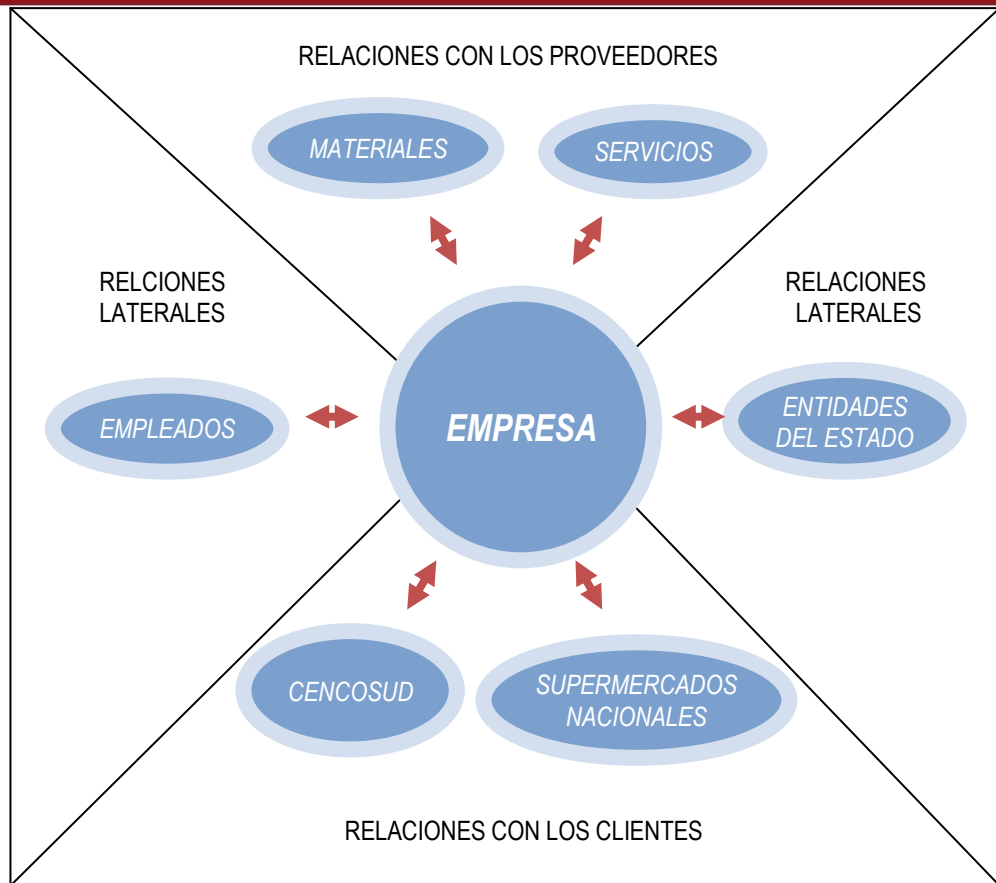 RELACIONES CON LOS PROVEEDORES
MATERIALES
SERVICIOS
RELCIONES
LATERALES
RELACIONES
LATERALES
EMPLEADOS
EMPRESA
ENTIDADES
DEL ESTADO
CENCOSUD
SUPERMERCADOS
NACIONALES
RELACIONES CON LOS CLIENTES